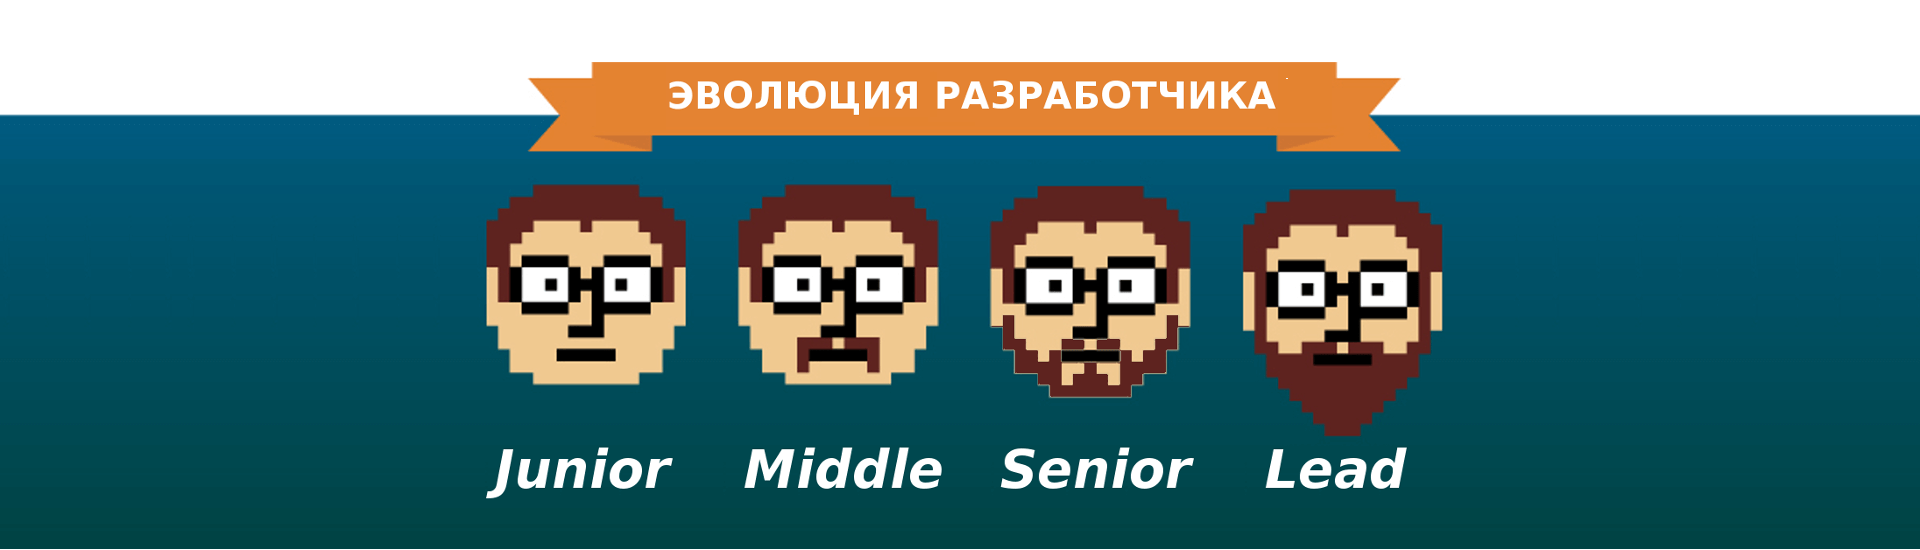 ЭВОЛЮЦИЯ РАЗРАБОТЧИКА
Junior Middle Senior Lead